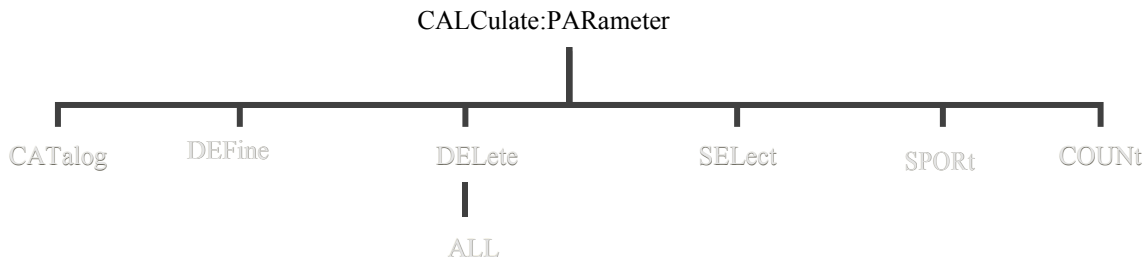 CALCulate:PARameter
CATalog DEFine DELete SELect SPORt COUNt
ALL